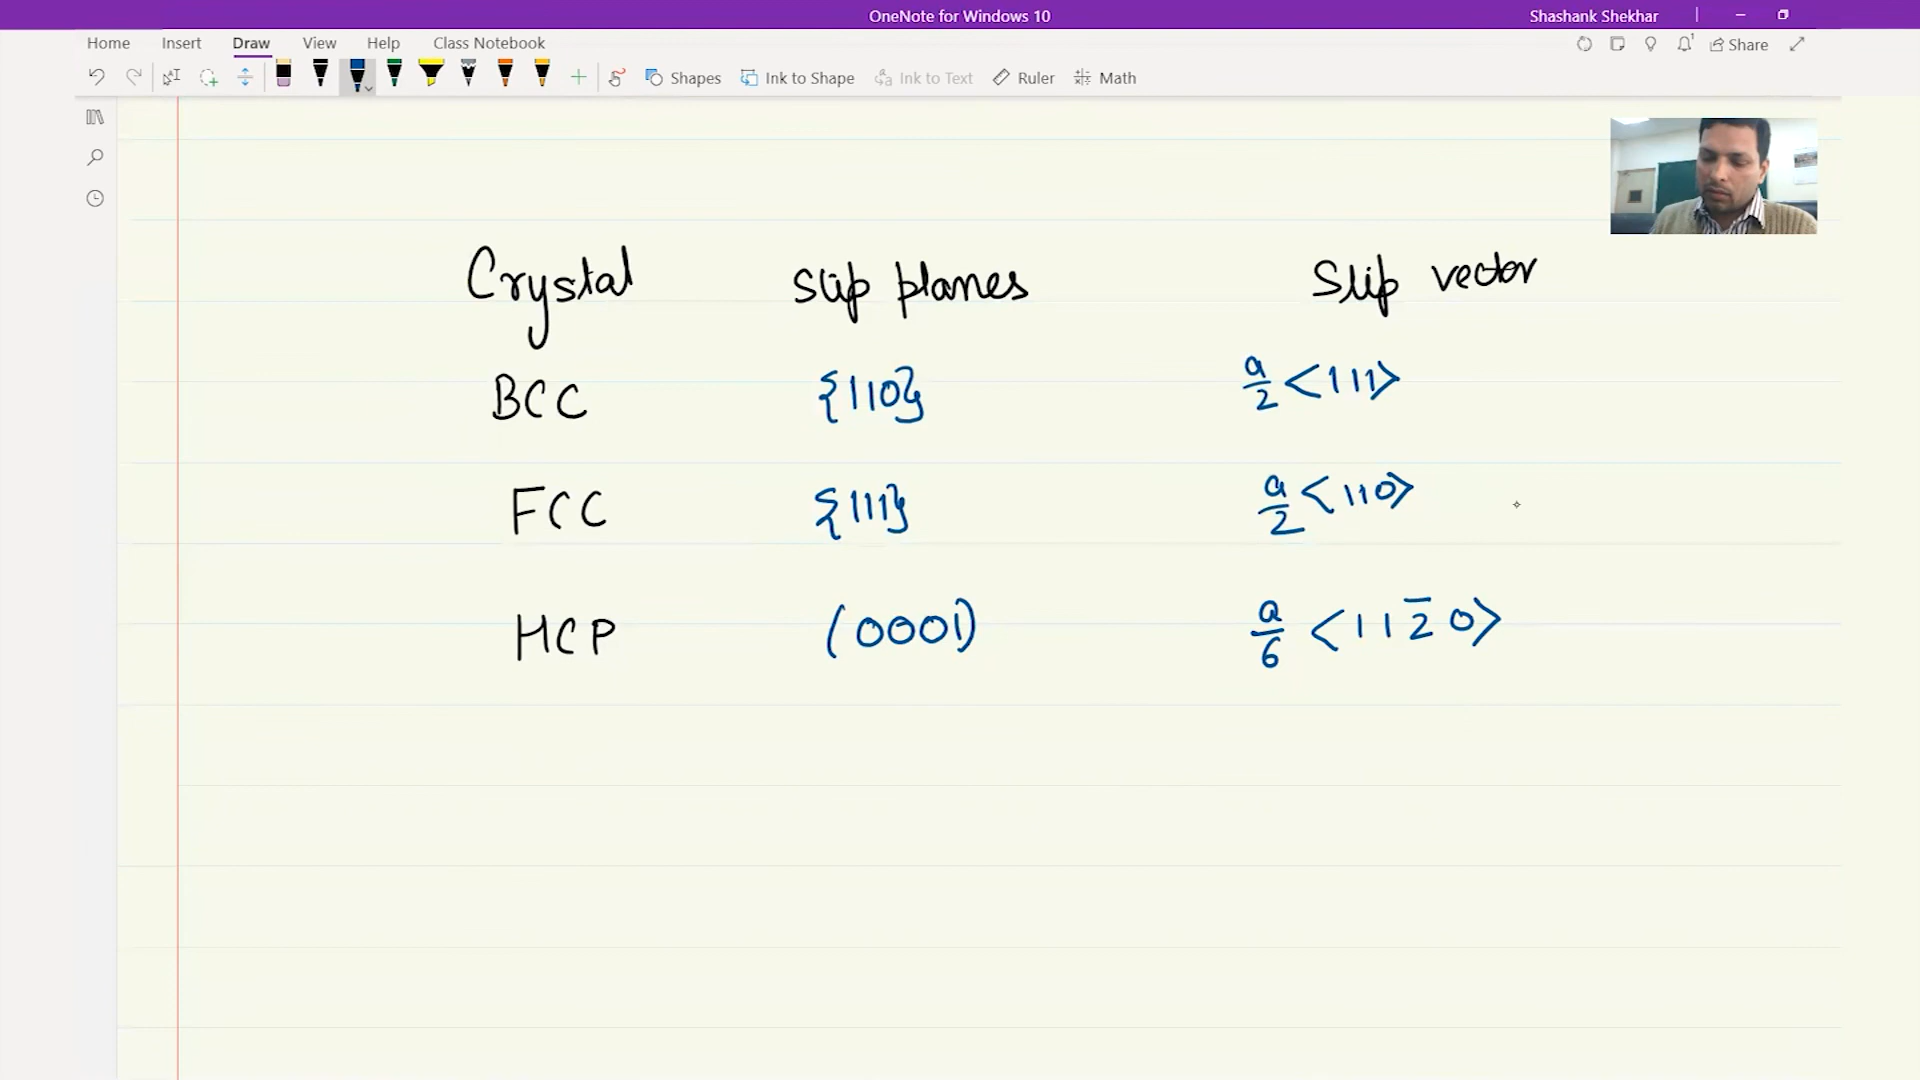 OneNote for Windows 10 Shashank Shekhar
Home Insert Draw View Help Class Notebook Share
Shapes Ink to Shape Ink to Text Ruler Math
Crystal Slip planes Slip vector
BCC {110} a/2 <111>
FCC {111} a/2 <110>
HCP (0001) a/6 <112̅0>